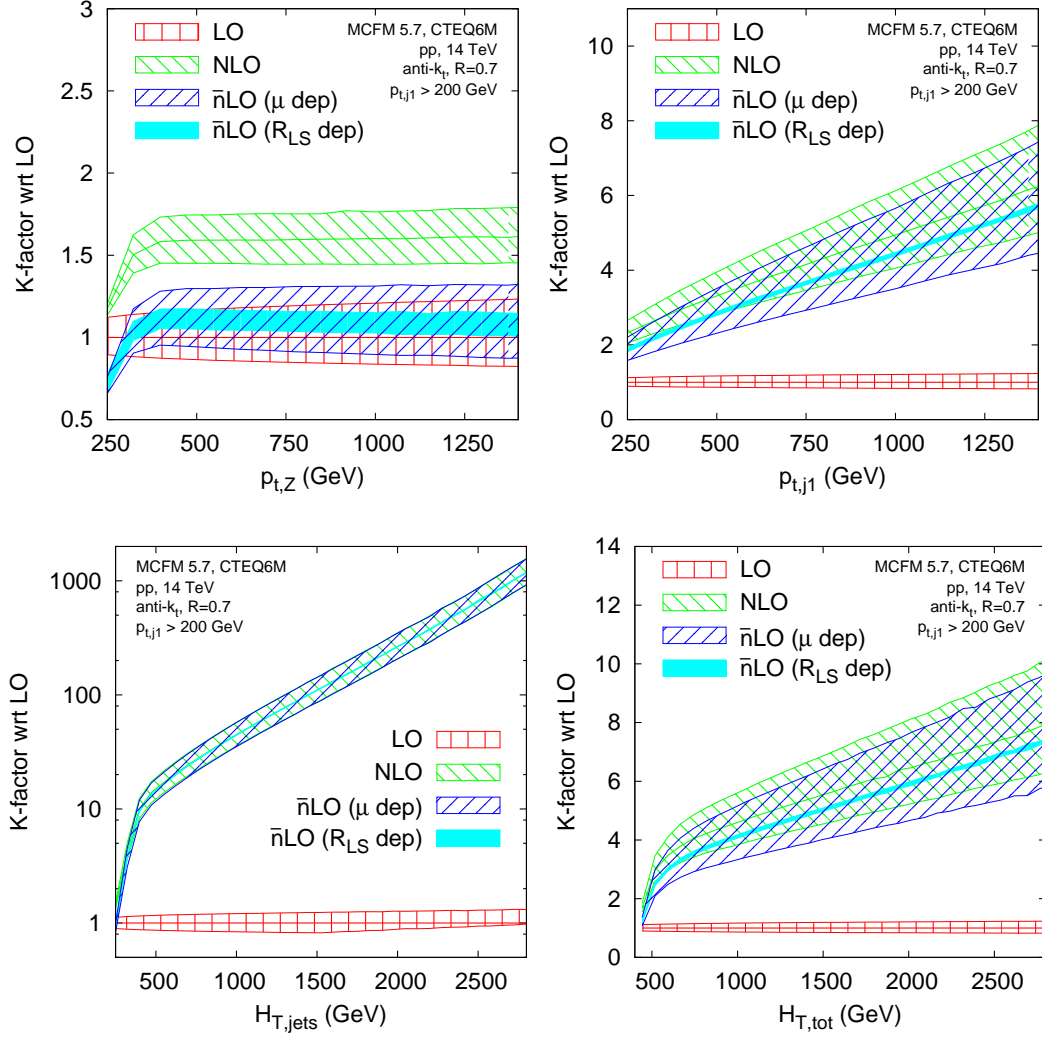 3
2.5
2
1.5
1
0.5
K-factor wrt LO
LO
NLO
n̄LO (μ dep)
n̄LO (R_LS dep)
MCFM 5.7, CTEQ6M
pp, 14 TeV
anti-k_t, R=0.7
p_t,j1 > 200 GeV
250 500 750 1000 1250
p_t,Z (GeV)
10
8
6
4
2
0
K-factor wrt LO
LO
NLO
n̄LO (μ dep)
n̄LO (R_LS dep)
MCFM 5.7, CTEQ6M
pp, 14 TeV
anti-k_t, R=0.7
p_t,j1 > 200 GeV
250 500 750 1000 1250
p_t,j1 (GeV)
1000
100
10
1
K-factor wrt LO
MCFM 5.7, CTEQ6M
pp, 14 TeV
anti-k_t, R=0.7
p_t,j1 > 200 GeV
LO
NLO
n̄LO (μ dep)
n̄LO (R_LS dep)
500 1000 1500 2000 2500
H_T,jets (GeV)
14
12
10
8
6
4
2
0
K-factor wrt LO
LO
NLO
n̄LO (μ dep)
n̄LO (R_LS dep)
MCFM 5.7, CTEQ6M
pp, 14 TeV
anti-k_t, R=0.7
p_t,j1 > 200 GeV
500 1000 1500 2000 2500
H_T,tot (GeV)